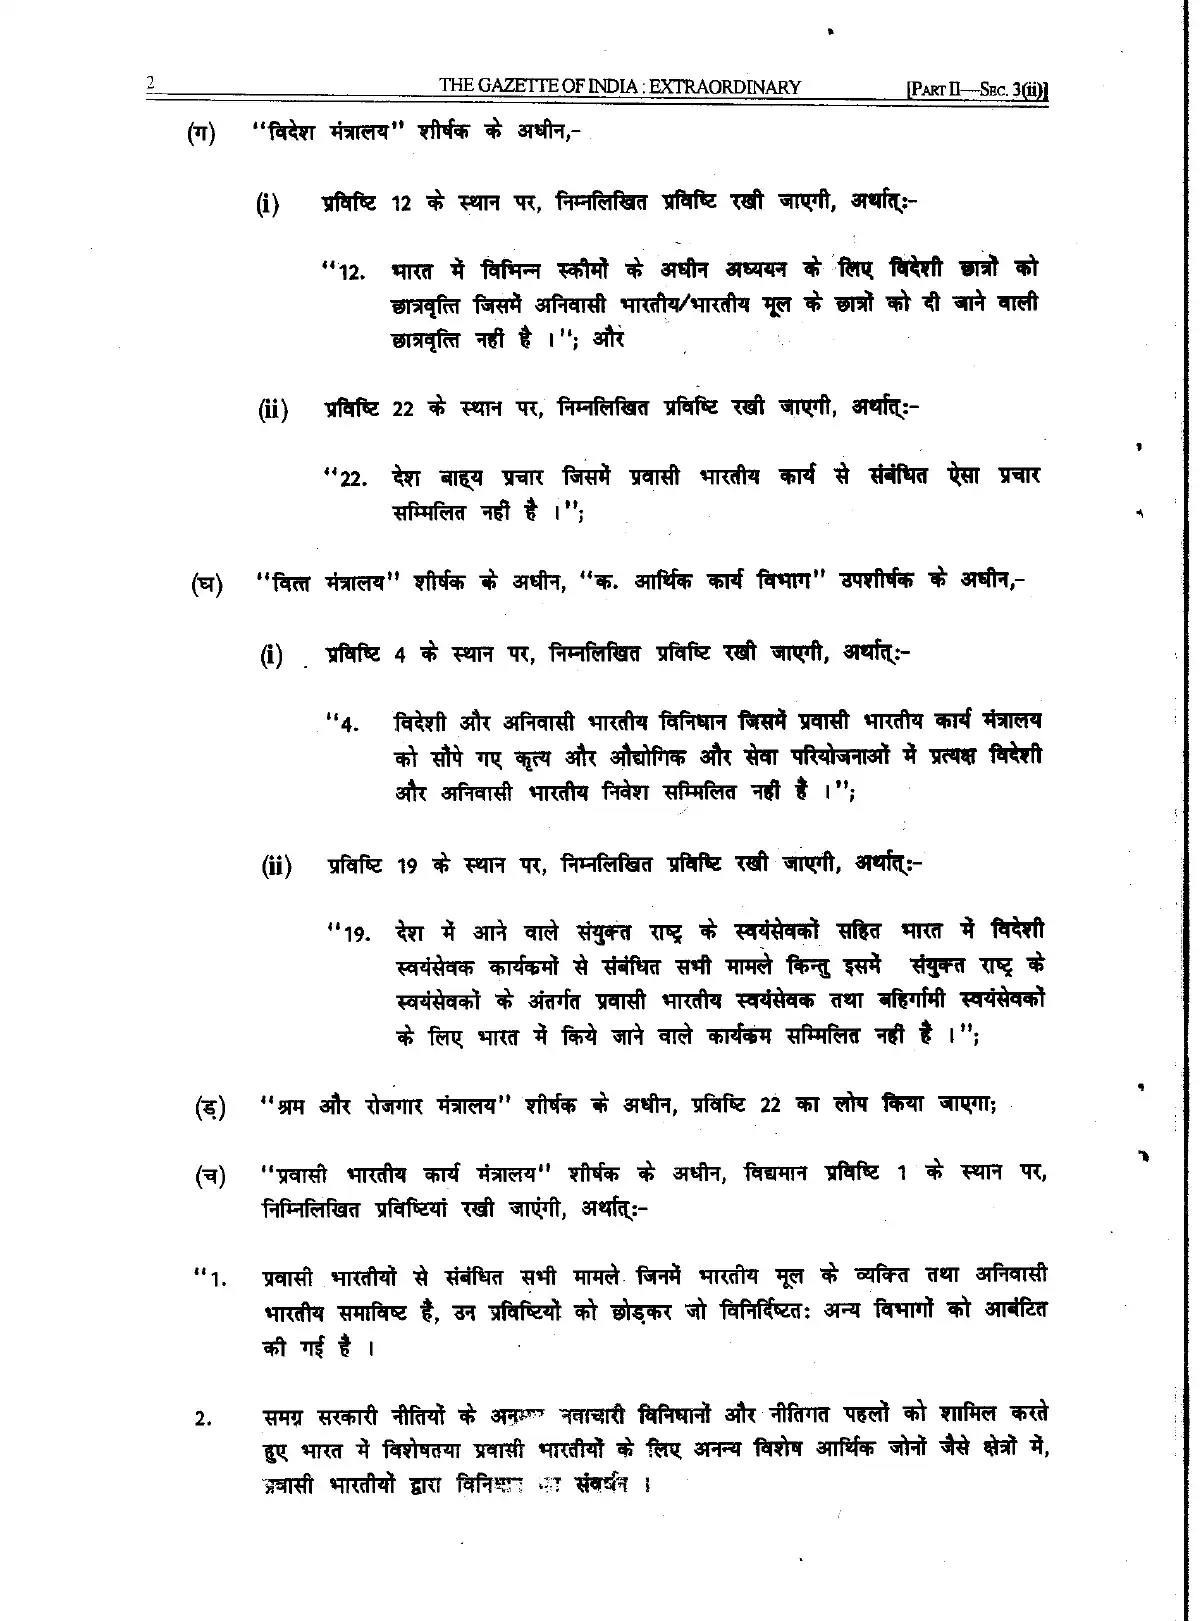 2 THE GAZETTE OF INDIA : EXTRAORDINARY [PART II—SEC. 3(ii)]
(ग) “विदेश मंत्रालय” शीर्षक के अधीन,-
(i) प्रविष्टि 12 के स्थान पर, निम्नलिखित प्रविष्टि रखी जाएगी, अर्थात्:-
“12. भारत में विभिन्न स्कीमों के अधीन अध्ययन के लिए विदेशी छात्रों को
छात्रवृत्ति जिसमें अनिवासी भारतीय/भारतीय मूल के छात्रों को दी जाने वाली
छात्रवृत्ति नहीं है ।”; और
(ii) प्रविष्टि 22 के स्थान पर, निम्नलिखित प्रविष्टि रखी जाएगी, अर्थात्:-
“22. देश बाह्य प्रचार जिसमें प्रवासी भारतीय कार्य से संबंधित ऐसा प्रचार
सम्मिलित नहीं है ।”;
(घ) “वित्त मंत्रालय” शीर्षक के अधीन, “क. आर्थिक कार्य विभाग” उपशीर्षक के अधीन,-
(i) प्रविष्टि 4 के स्थान पर, निम्नलिखित प्रविष्टि रखी जाएगी, अर्थात्:-
“4. विदेशी और अनिवासी भारतीय विनिधान जिसमें प्रवासी भारतीय कार्य मंत्रालय
को सौंपे गए कृत्य और औद्योगिक और सेवा परियोजनाओं में प्रत्यक्ष विदेशी
और अनिवासी भारतीय निवेश सम्मिलित नहीं है ।”;
(ii) प्रविष्टि 19 के स्थान पर, निम्नलिखित प्रविष्टि रखी जाएगी, अर्थात्:-
“19. देश में आने वाले संयुक्त राष्ट्र के स्वयंसेवकों सहित भारत में विदेशी
स्वयंसेवक कार्यक्रमों से संबंधित सभी मामले किन्तु इसमें संयुक्त राष्ट्र के
स्वयंसेवकों के अंतर्गत प्रवासी भारतीय स्वयंसेवक तथा बहिर्गामी स्वयंसेवकों
के लिए भारत में किये जाने वाले कार्यक्रम सम्मिलित नहीं है ।”;
(ड़) “श्रम और रोजगार मंत्रालय” शीर्षक के अधीन, प्रविष्टि 22 का लोप किया जाएगा;
(च) “प्रवासी भारतीय कार्य मंत्रालय” शीर्षक के अधीन, विद्यमान प्रविष्टि 1 के स्थान पर,
निम्निलिखित प्रविष्टियां रखी जाएंगी, अर्थात्:-
“1. प्रवासी भारतीयों से संबंधित सभी मामले जिनमें भारतीय मूल के व्यक्ति तथा अनिवासी
भारतीय समाविष्ट हैं, उन प्रविष्टियों को छोड़कर जो विनिर्दिष्टतः अन्य विभागों को आबंटित
की गई है ।
2. समग्र सरकारी नीतियों के नवाचारी विनिधानों और नीतिगत पहलों को शामिल करते
हुए भारत में विशेषतया प्रवासी भारतीयों के लिए अनन्य विशेष आर्थिक जोनों जैसे क्षेत्रों में,
प्रवासी भारतीयों द्वारा संवर्धन ।